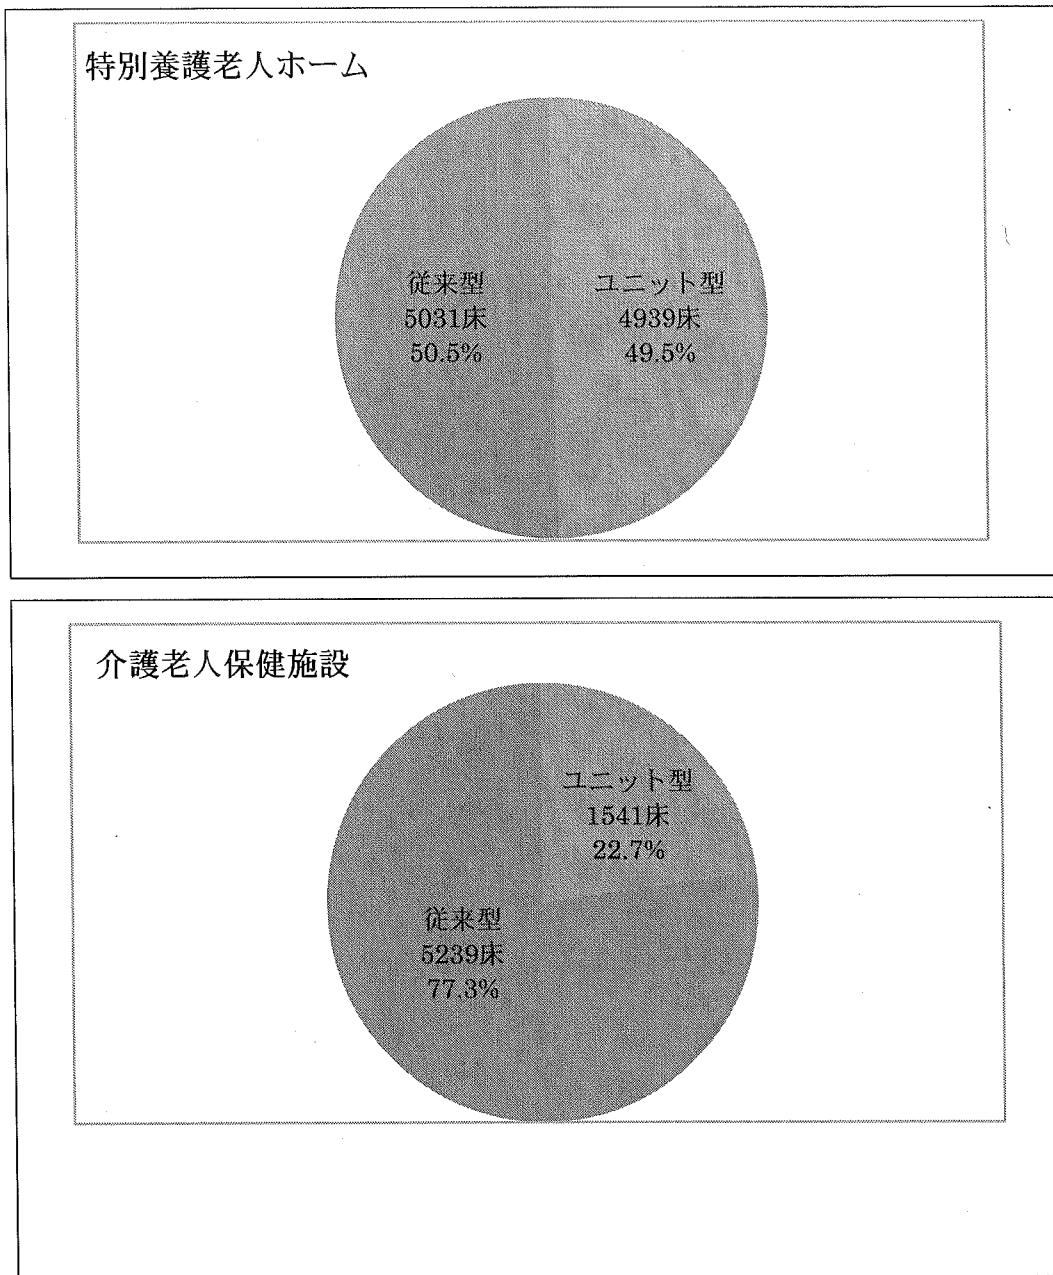 特別養護老人ホーム
従来型
5031床
50.5%
ユニット型
4939床
49.5%
介護老人保健施設
ユニット型
1541床
22.7%
従来型
5239床
77.3%